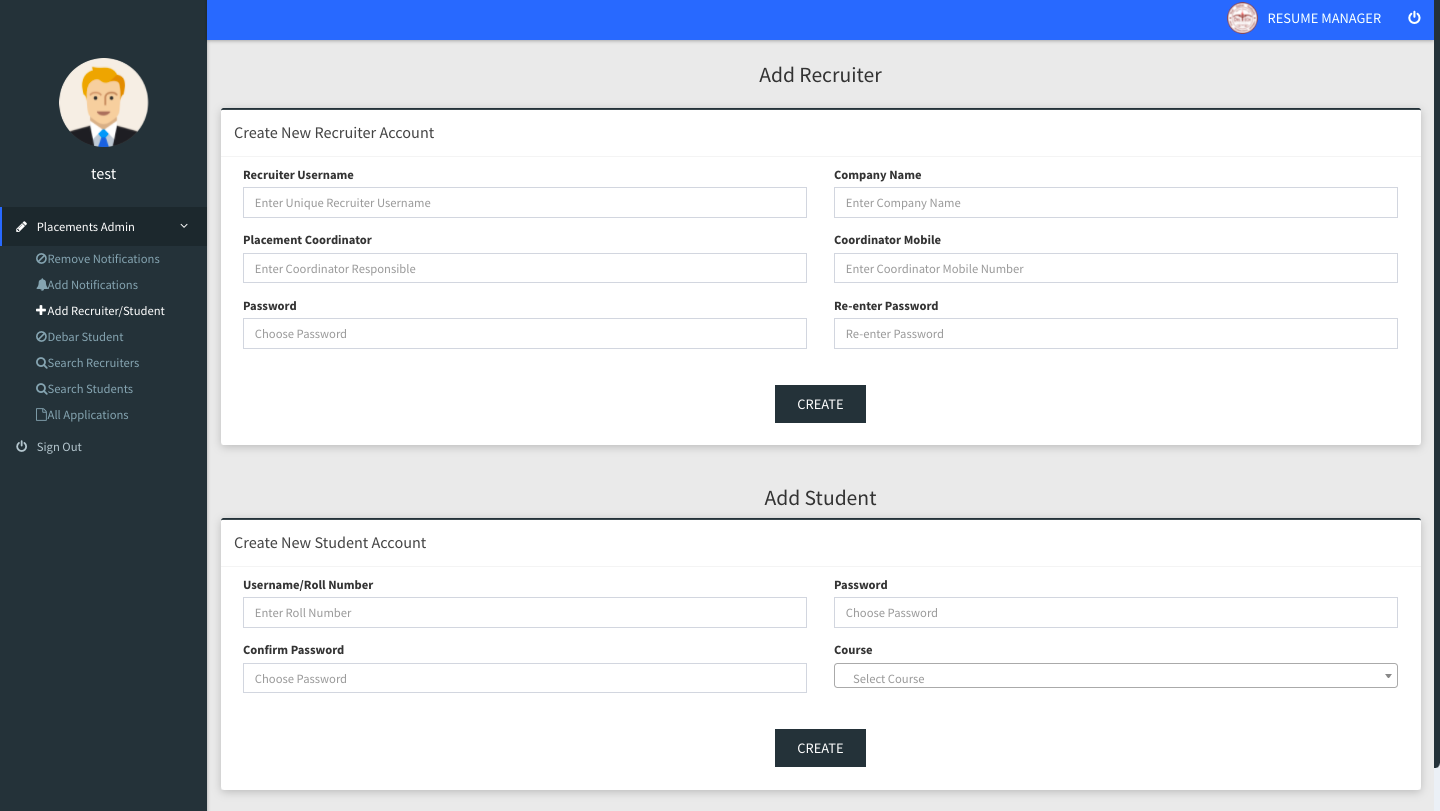 RESUME MANAGER
test
Placements Admin
Remove Notifications
Add Notifications
Add Recruiter/Student
Debar Student
Search Recruiters
Search Students
All Applications
Sign Out
Add Recruiter
Create New Recruiter Account
Recruiter Username
Enter Unique Recruiter Username
Company Name
Enter Company Name
Placement Coordinator
Enter Coordinator Responsible
Coordinator Mobile
Enter Coordinator Mobile Number
Password
Choose Password
Re-enter Password
Re-enter Password
CREATE
Add Student
Create New Student Account
Username/Roll Number
Enter Roll Number
Password
Choose Password
Confirm Password
Choose Password
Course
Select Course
CREATE